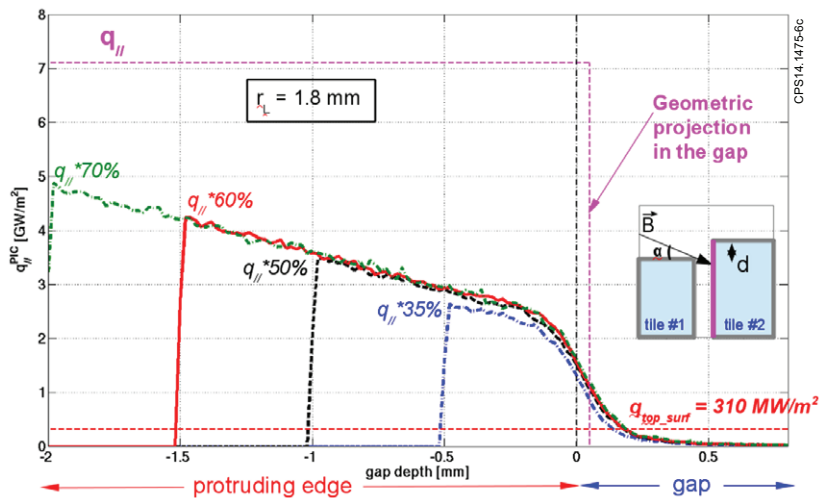 8
7
6
5
4
3
2
1
0
q// PIC [GW/m²]
q//
r_L = 1.8 mm
q//*70%
q//*60%
q//*50%
q//*35%
Geometric
projection
in the gap
B
α
d
tile #1
tile #2
q_top_surf = 310 MW/m²
-2
-1.5
-1
-0.5
0
0.5
gap depth [mm]
protruding edge
gap
CPS14.1475-6c